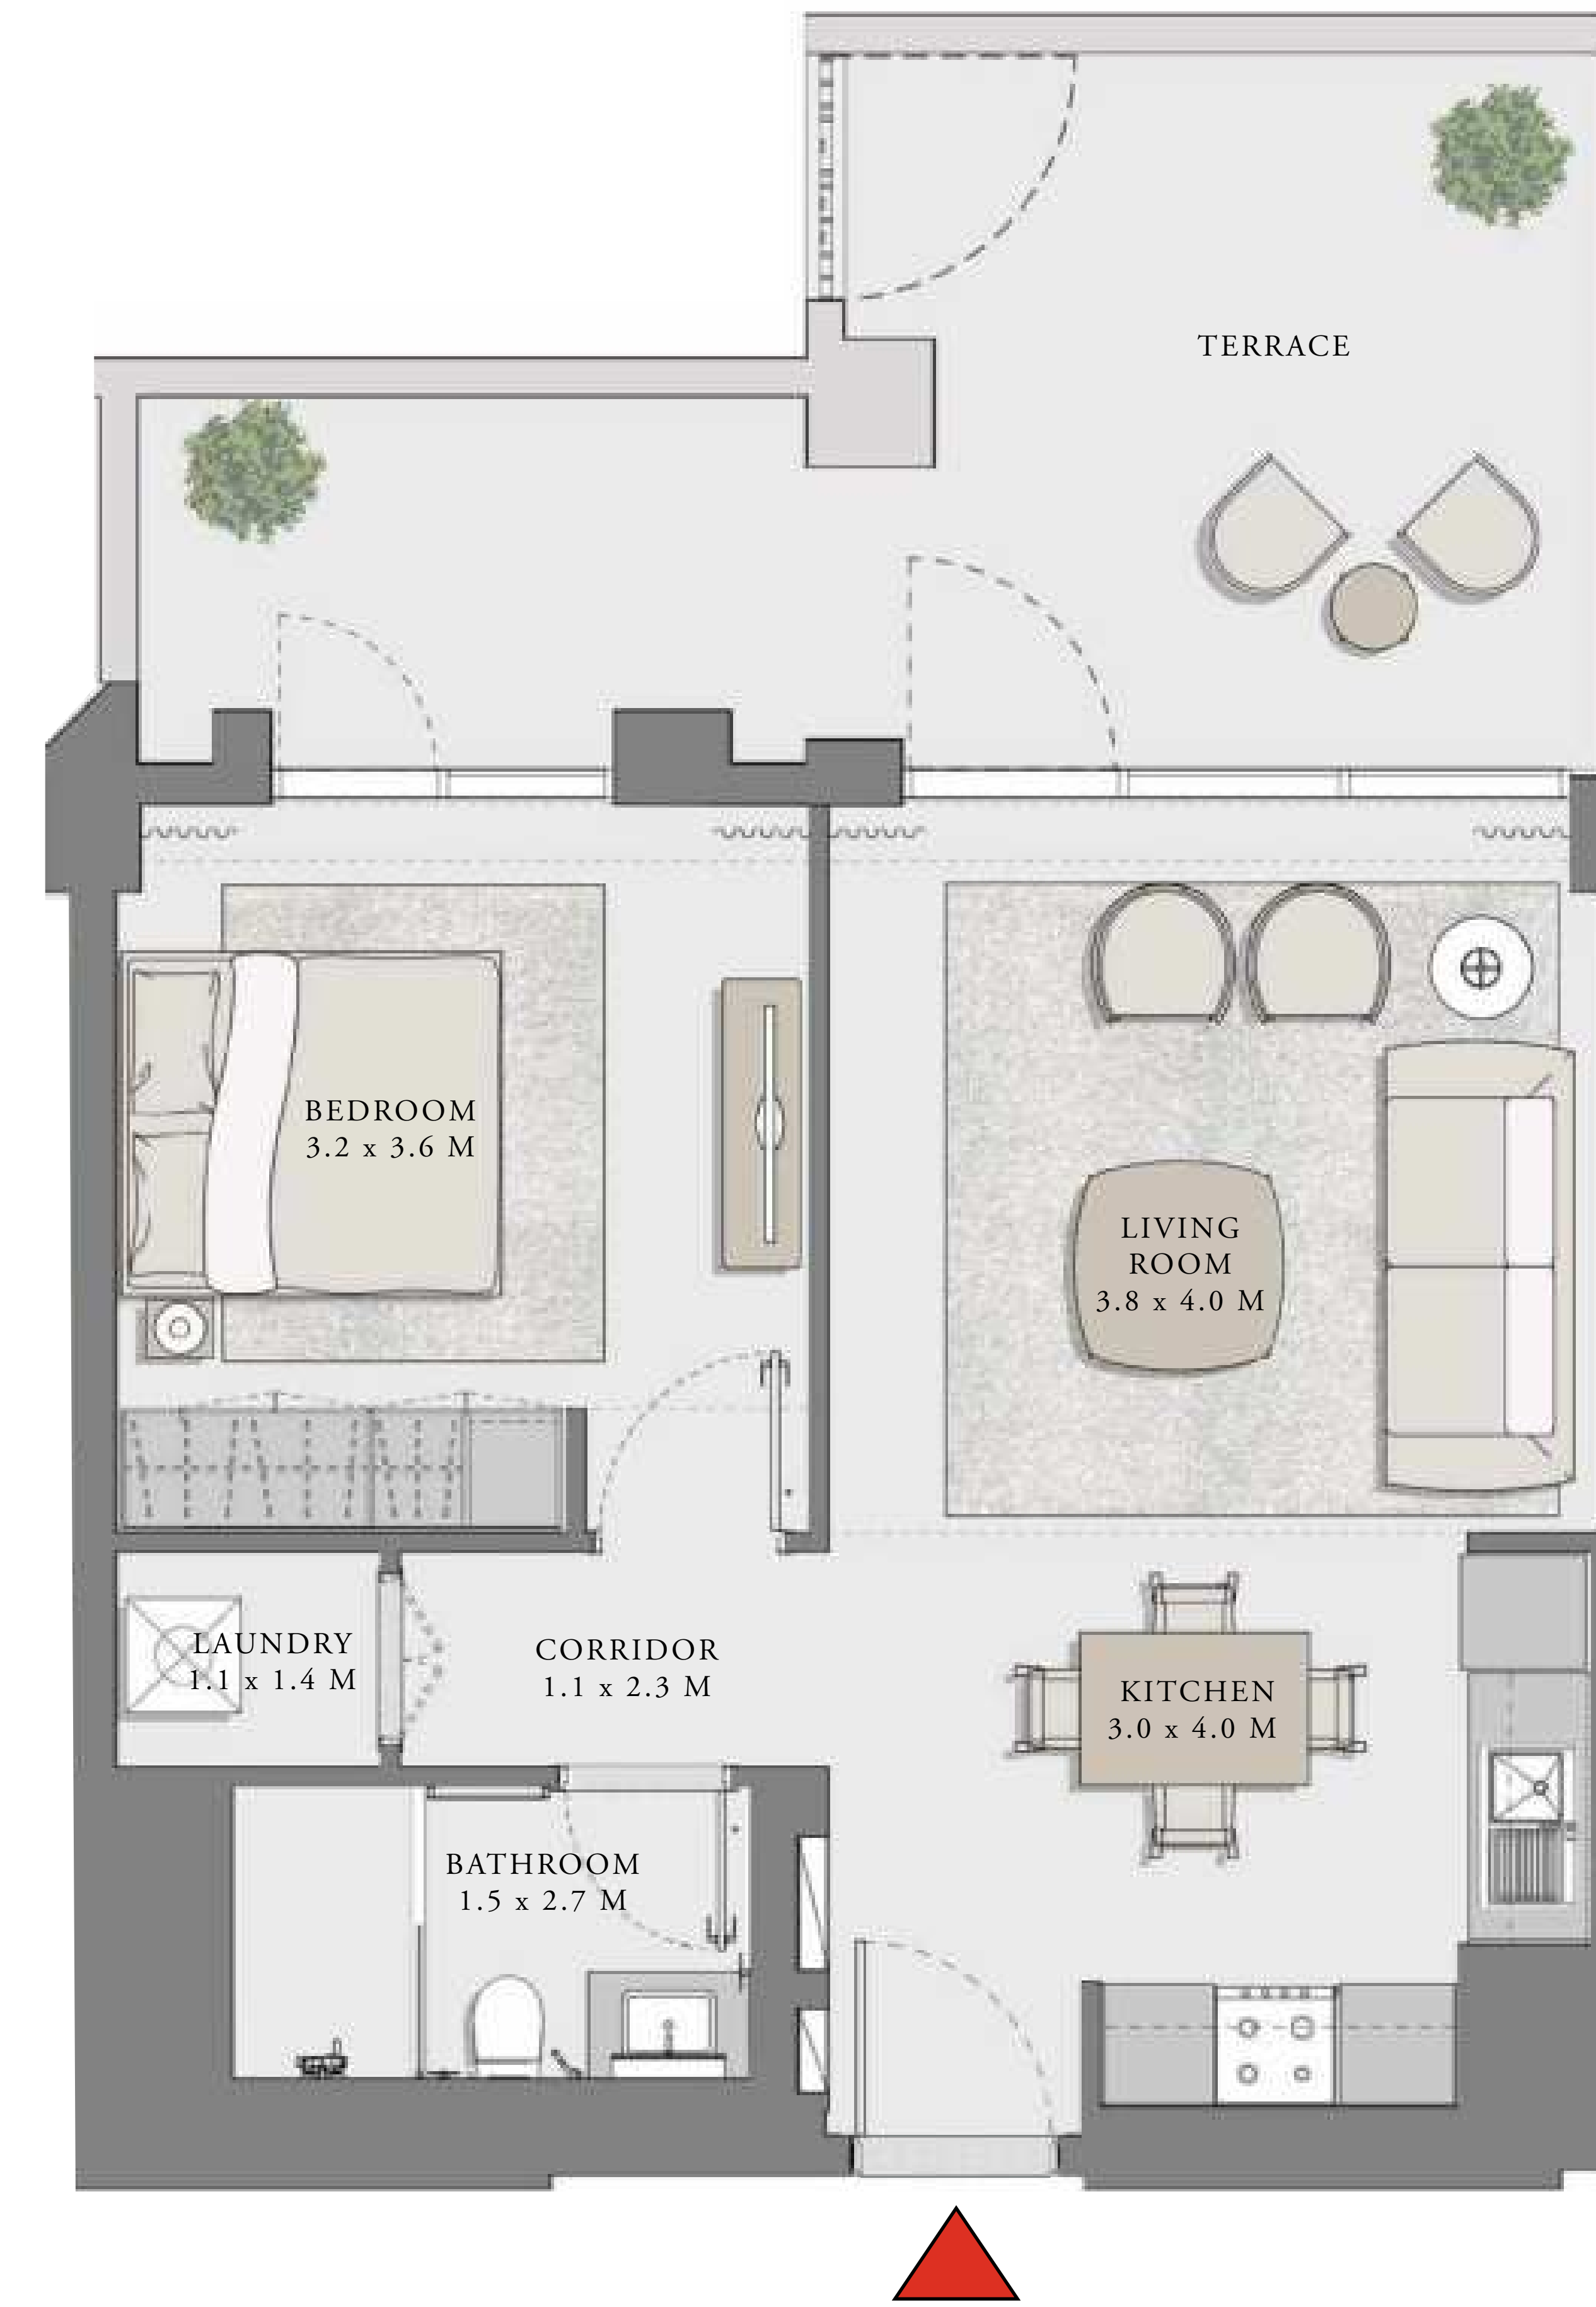 TERRACE
BEDROOM
3.2 x 3.6 M
LIVING
ROOM
3.8 x 4.0 M
LAUNDRY
1.1 x 1.4 M
CORRIDOR
1.1 x 2.3 M
KITCHEN
3.0 x 4.0 M
BATHROOM
1.5 x 2.7 M